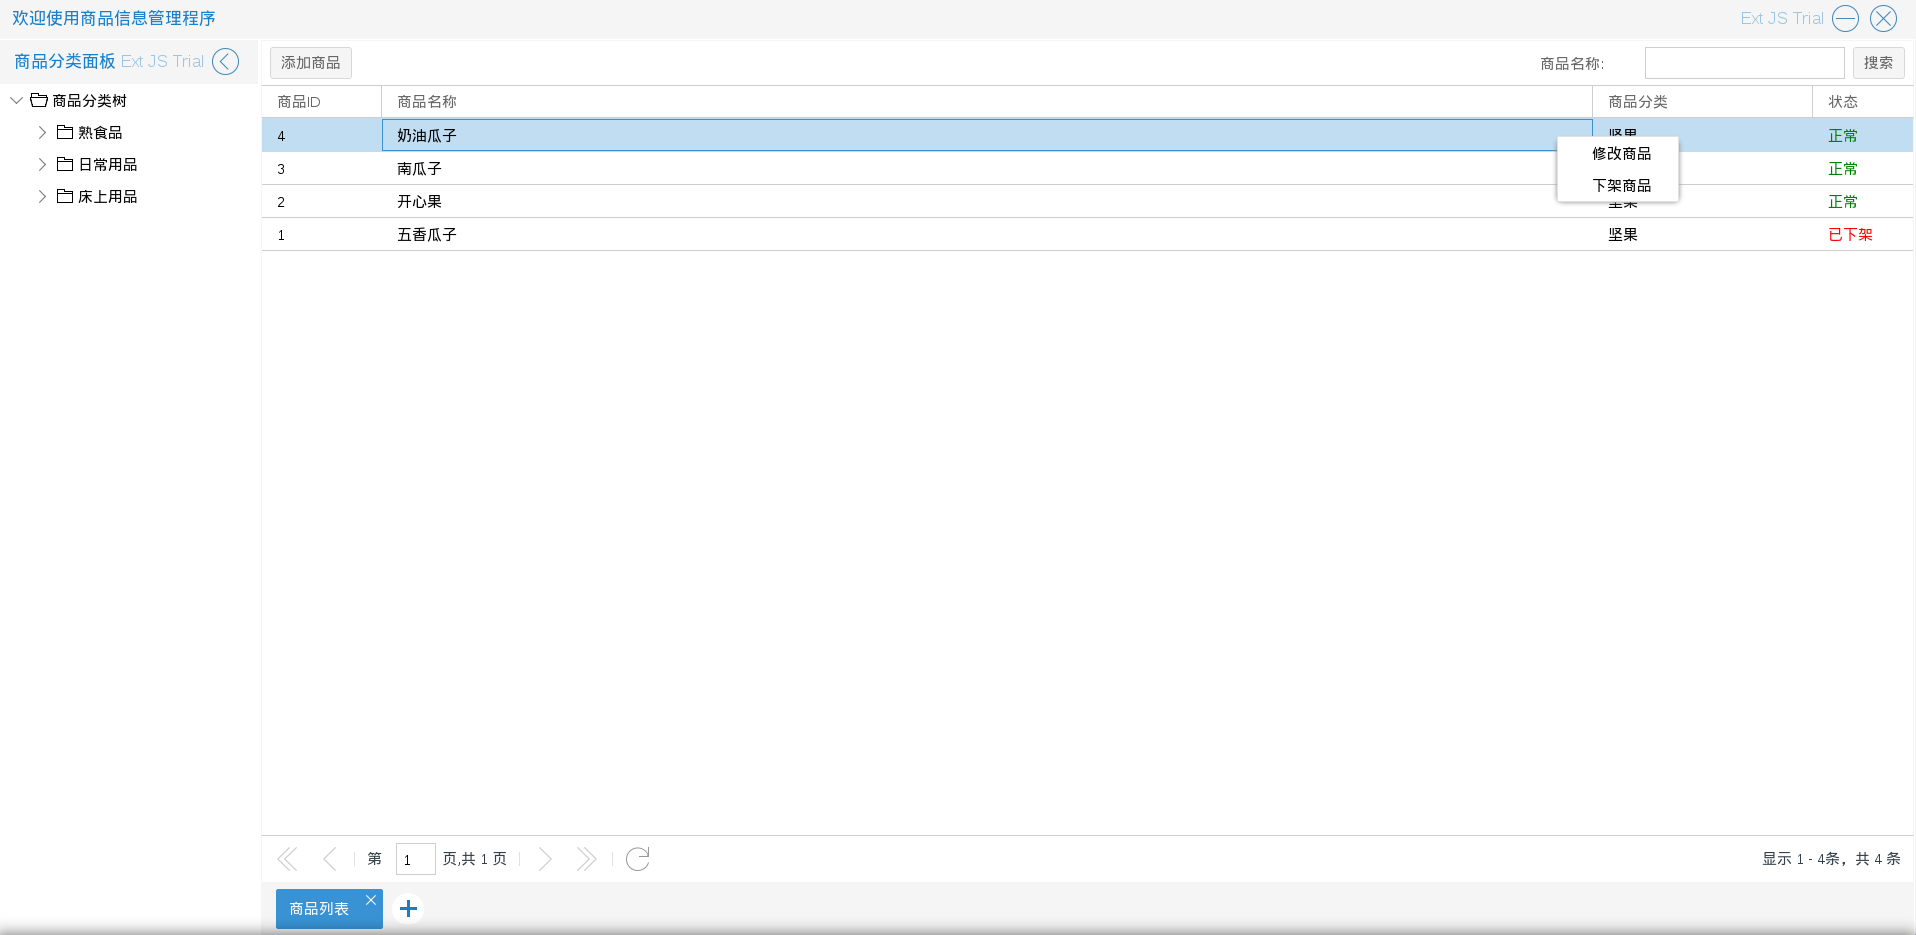 欢迎使用商品信息管理程序 Ext JS Trial
商品分类面板 Ext JS Trial
商品分类树
熟食品
日常用品
床上用品
添加商品 商品名称: 搜索
商品ID 商品名称 商品分类 状态
4 奶油瓜子 坚果 正常
3 南瓜子 正常
2 开心果 坚果 正常
1 五香瓜子 坚果 已下架
修改商品
下架商品
第 1 页,共 1 页 显示 1 - 4条，共 4 条
商品列表